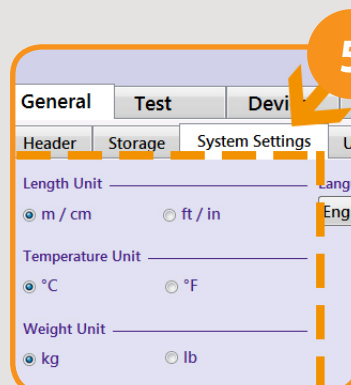 5
General Test Devi
Header Storage System Settings U
Length Unit Lang
m / cm ft / in Eng
Temperature Unit
°C °F
Weight Unit
kg lb